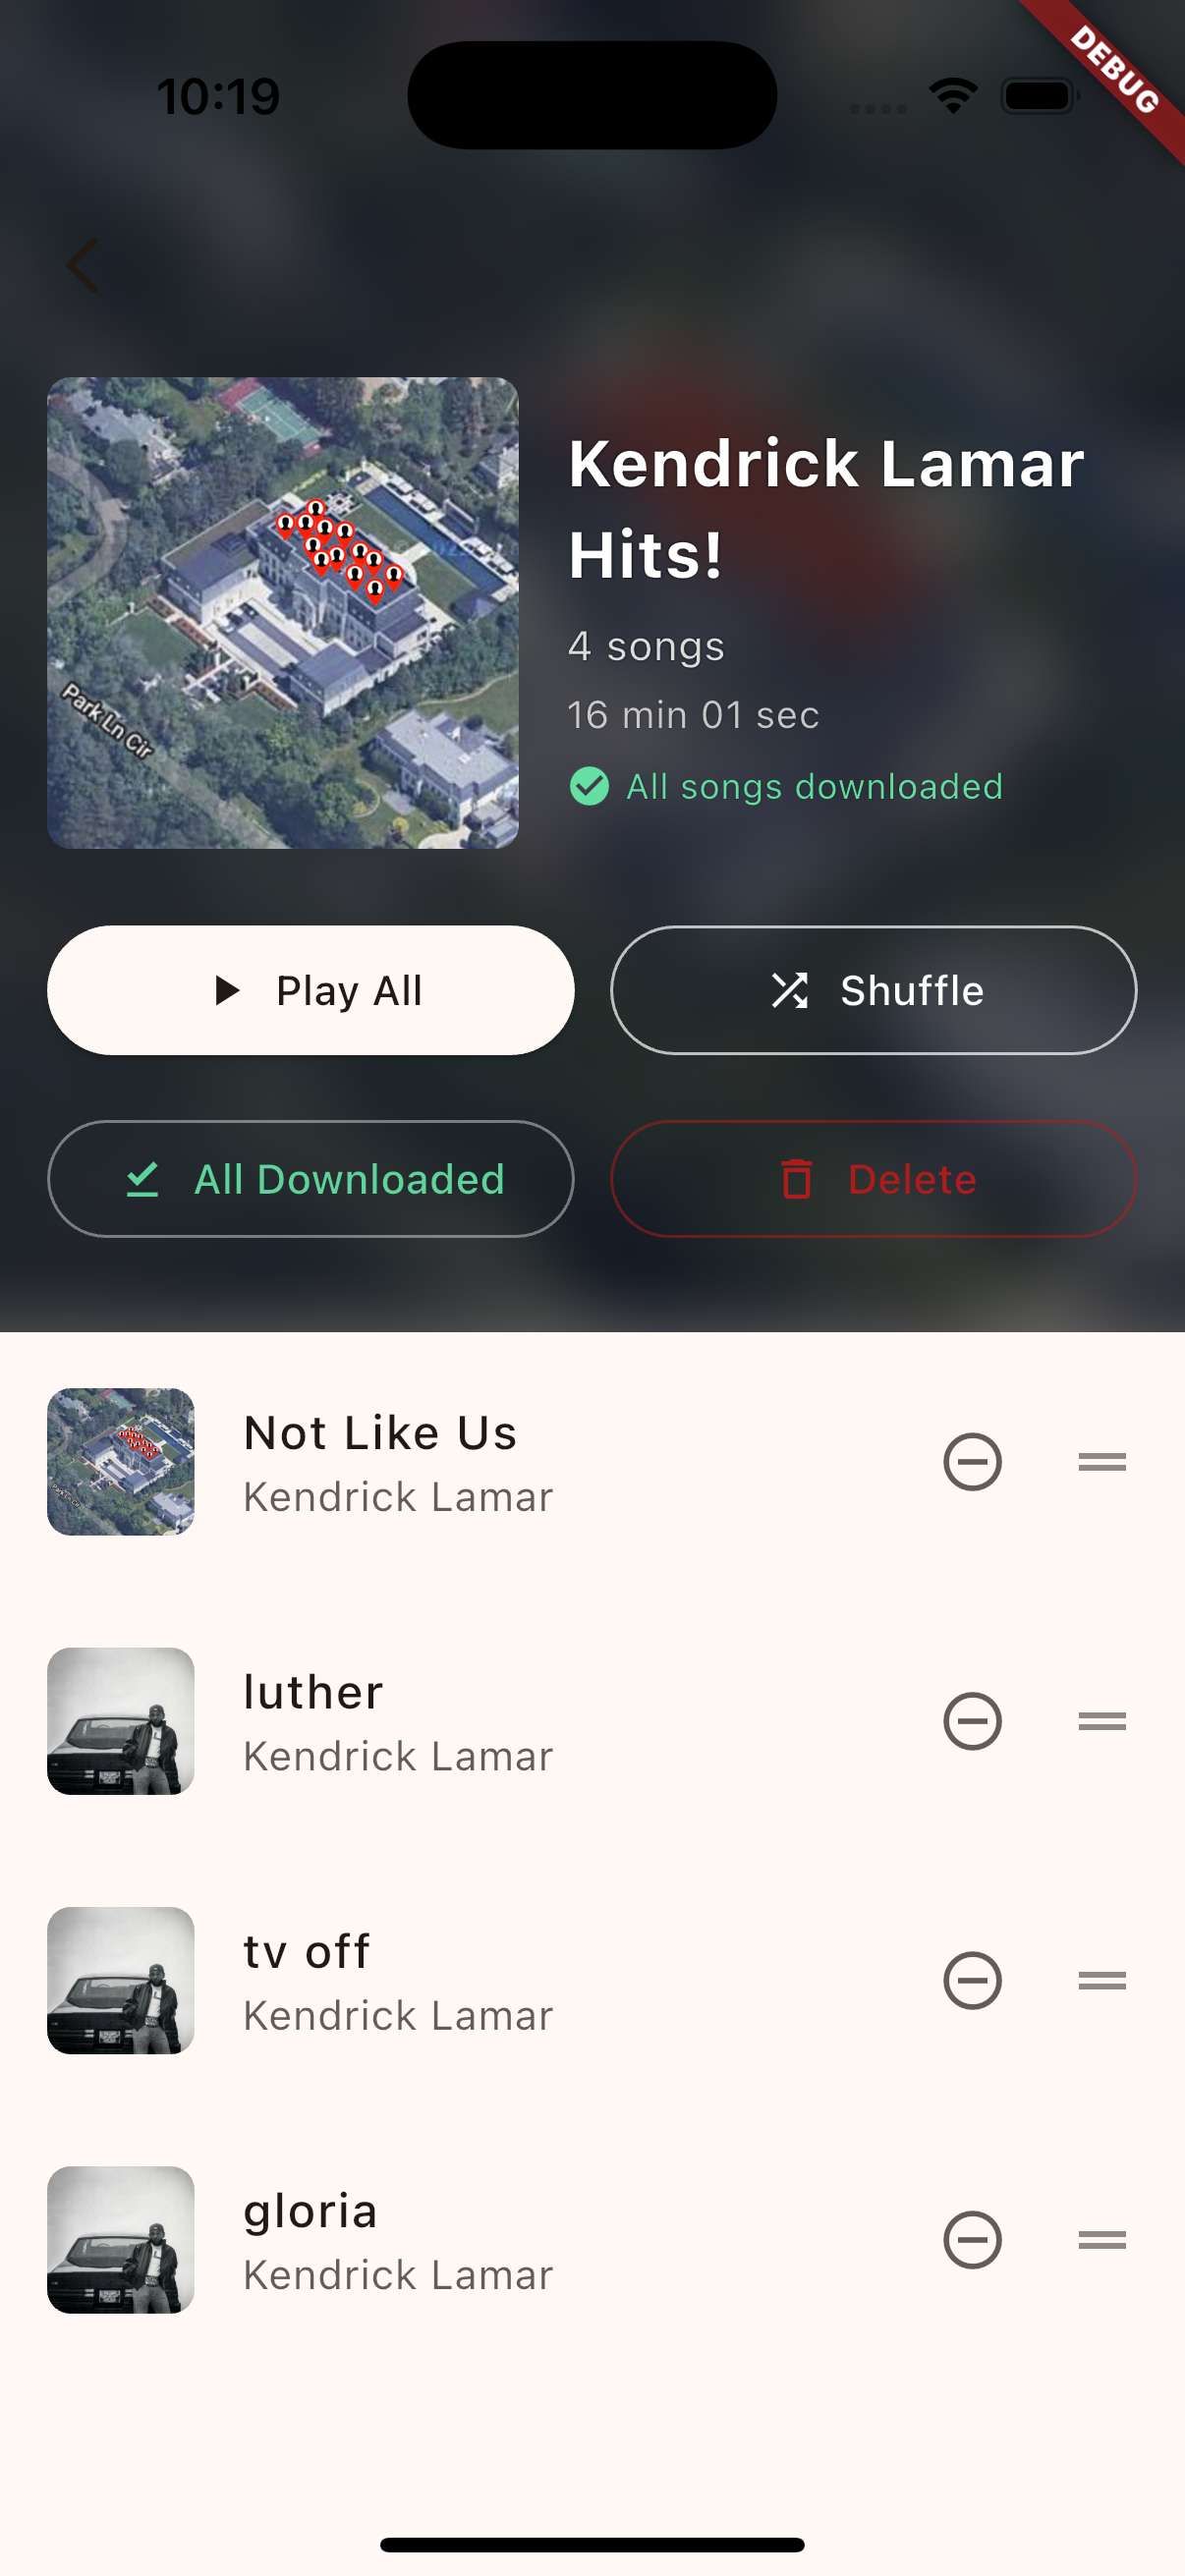 10:19
DEBUG
Park Ln Cir
Kendrick Lamar
Hits!
4 songs
16 min 01 sec
All songs downloaded
Play All
Shuffle
All Downloaded
Delete
Not Like Us
Kendrick Lamar
luther
Kendrick Lamar
tv off
Kendrick Lamar
gloria
Kendrick Lamar